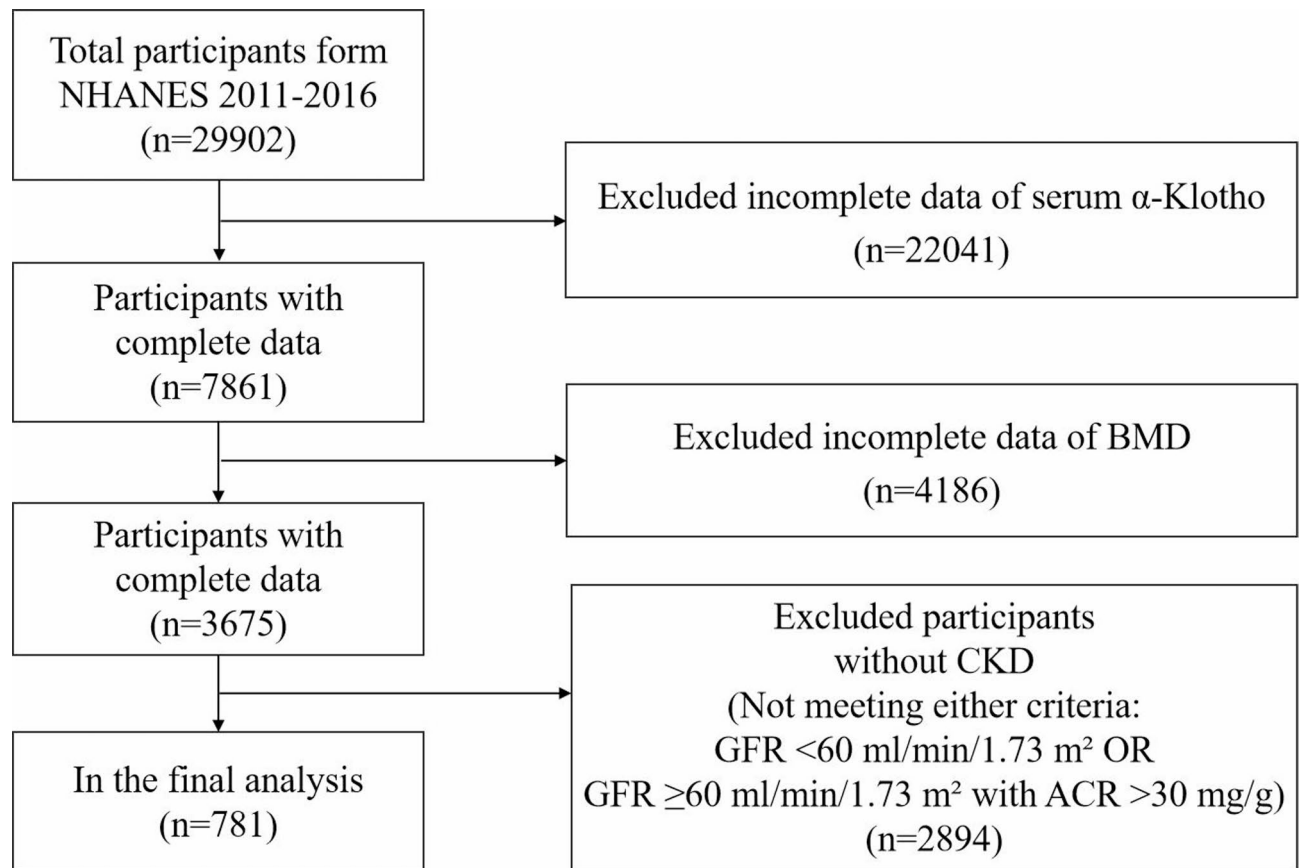 Total participants form
NHANES 2011-2016
(n=29902)
Excluded incomplete data of serum α-Klotho
(n=22041)
Participants with
complete data
(n=7861)
Excluded incomplete data of BMD
(n=4186)
Participants with
complete data
(n=3675)
Excluded participants
without CKD
(Not meeting either criteria:
GFR <60 ml/min/1.73 m² OR
GFR ≥60 ml/min/1.73 m² with ACR >30 mg/g)
(n=2894)
In the final analysis
(n=781)